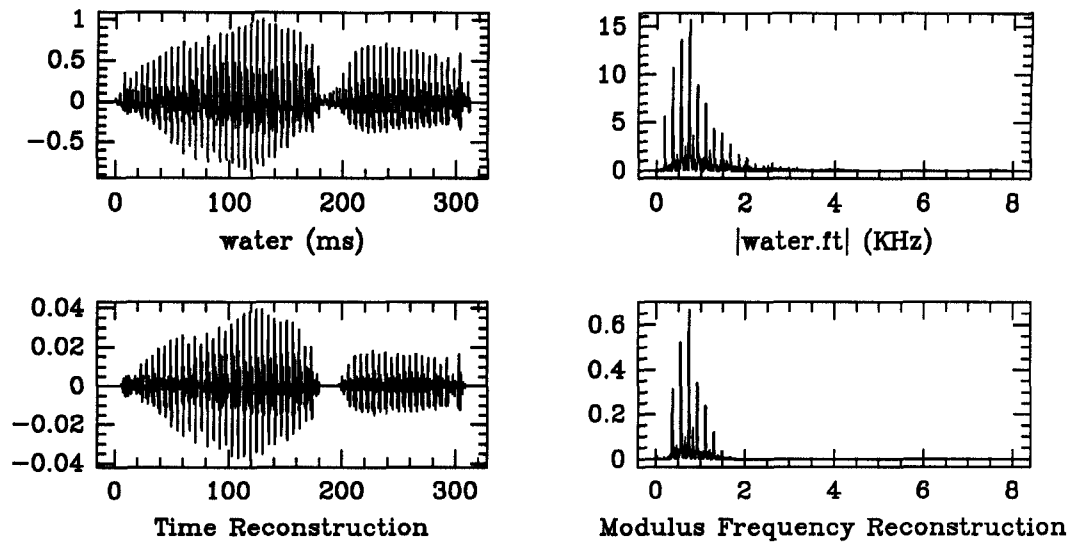 1
0.5
0
−0.5
0 100 200 300
water (ms)
15
10
5
0
0 2 4 6 8
|water.ft| (KHz)
0.04
0.02
0
−0.02
−0.04
0 100 200 300
Time Reconstruction
0.6
0.4
0.2
0
0 2 4 6 8
Modulus Frequency Reconstruction